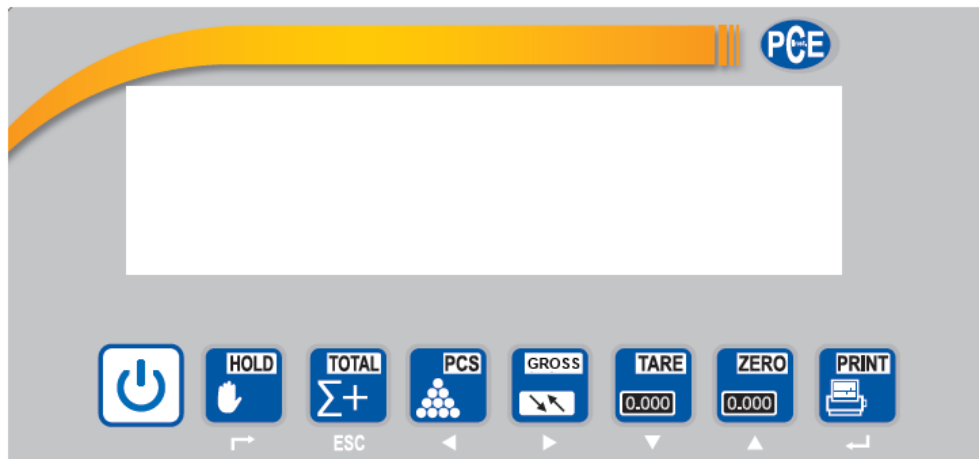 PCE
HOLD TOTAL PCS GROSS TARE ZERO PRINT
Σ+ 0.000 0.000
ESC